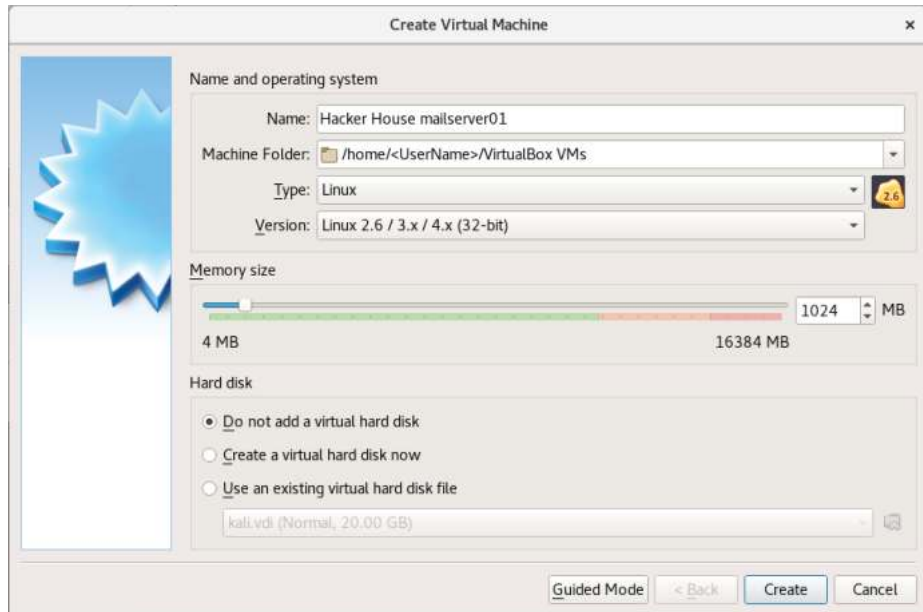 Create Virtual Machine
Name and operating system
Name: Hacker House mailserver01
Machine Folder: /home/<UserName>/VirtualBox VMs
Type: Linux
2.6
Version: Linux 2.6 / 3.x / 4.x (32-bit)
Memory size
1024 MB
4 MB 16384 MB
Hard disk
Do not add a virtual hard disk
Create a virtual hard disk now
Use an existing virtual hard disk file
kali.vdi (Normal, 20.00 GB)
Guided Mode < Back Create Cancel